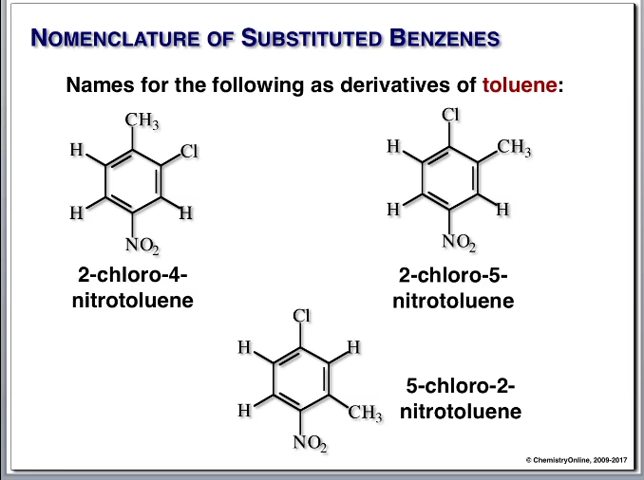 NOMENCLATURE OF SUBSTITUTED BENZENES
Names for the following as derivatives of toluene:
CH3
H
Cl
H
H
NO2
2-chloro-4-
nitrotoluene
Cl
H
CH3
H
H
NO2
2-chloro-5-
nitrotoluene
Cl
H
H
H
CH3
NO2
5-chloro-2-
nitrotoluene
© ChemistryOnline, 2009-2017